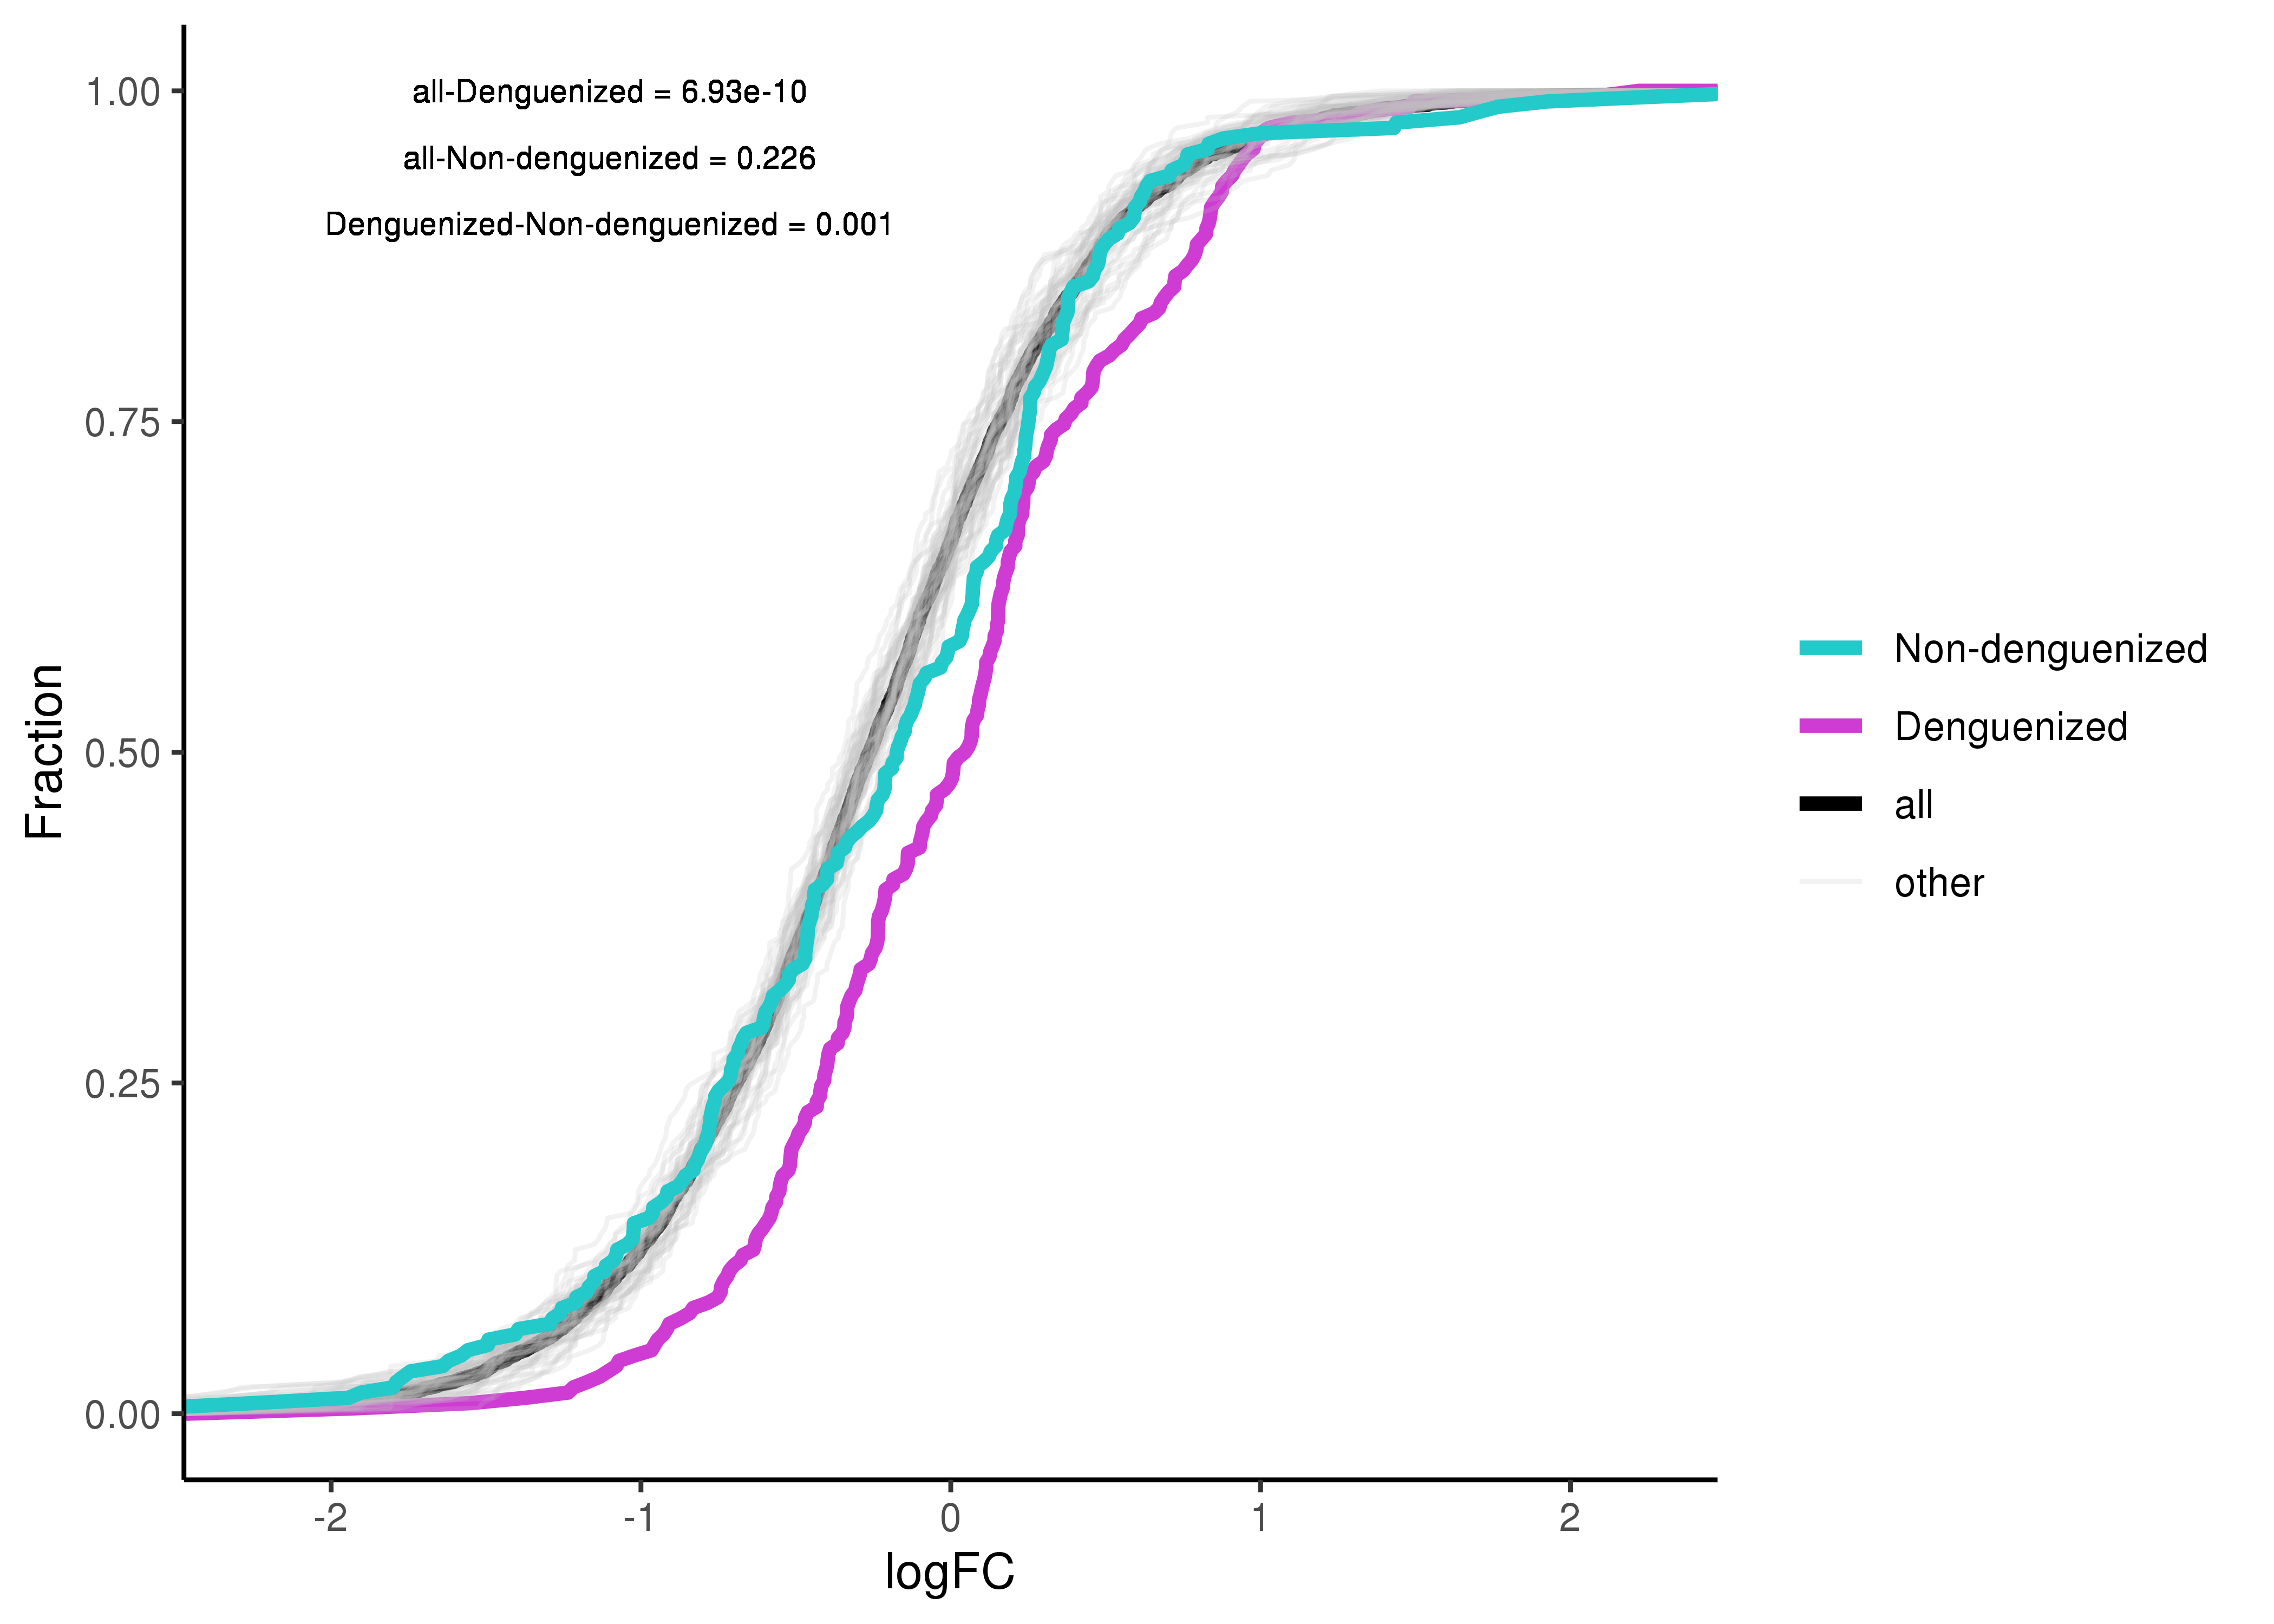 all-Denguenized = 6.93e-10
all-Non-denguenized = 0.226
Denguenized-Non-denguenized = 0.001
1.00
0.75
0.50
0.25
0.00
Fraction
-2
-1
0
1
2
logFC
Non-denguenized
Denguenized
all
other